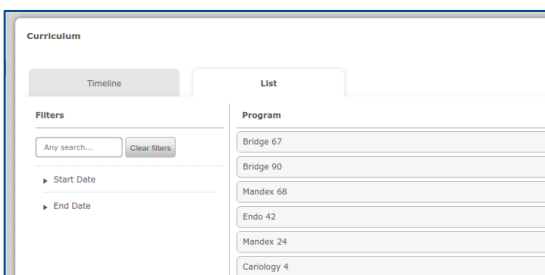 Curriculum
Timeline
List
Filters
Any search...
Clear filters
Start Date
End Date
Program
Bridge 67
Bridge 90
Mandex 68
Endo 42
Mandex 24
Cariology 4